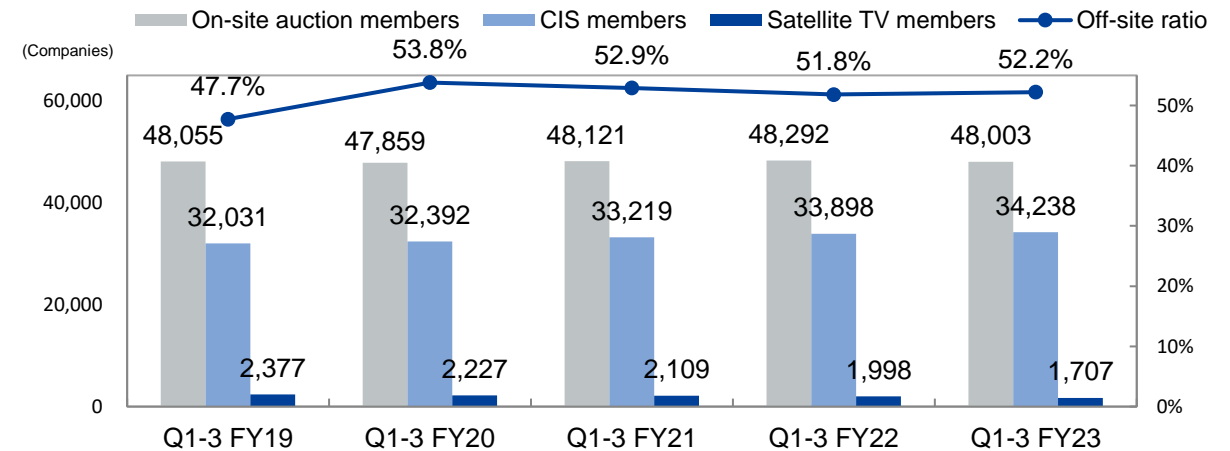 On-site auction members CIS members Satellite TV members Off-site ratio
(Companies)
47.7% 53.8% 52.9% 51.8% 52.2%
60,000 50%
48,055 47,859 48,121 48,292 48,003
40% 
40,000
32,031 32,392 33,219 33,898 34,238
30%
20,000 20%
10%
2,377 2,227 2,109 1,998 1,707
0 0%
Q1-3 FY19 Q1-3 FY20 Q1-3 FY21 Q1-3 FY22 Q1-3 FY23